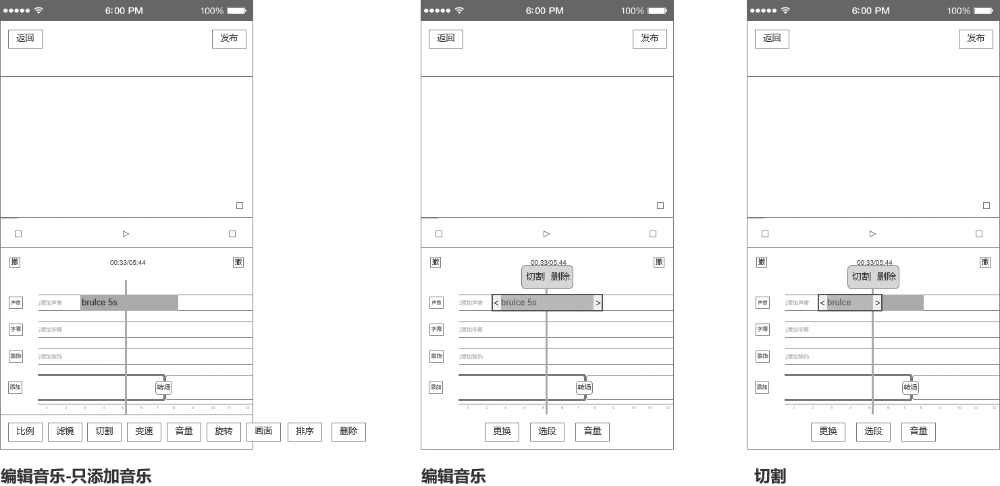 6:00 PM 100%
返回 发布
▷
撤 00:33/05:44 撤
声音 添加声音 brulce 5s
字幕 添加字幕
装饰 添加装饰
添加 转场
1 2 3 4 5 6 7 8 9 10 11 12
比例 滤镜 切割 变速 音量 旋转 画面 排序 删除
编辑音乐-只添加音乐
6:00 PM 100%
返回 发布
▷
撤 00:33/05:44 撤
切割 删除
声音 添加声音 < brulce 5s >
字幕 添加字幕
装饰 添加装饰
添加 转场
1 2 3 4 5 6 7 8 9 10 11 12
更换 选段 音量
编辑音乐
6:00 PM 100%
返回 发布
▷
撤 00:33/05:44 撤
切割 删除
声音 添加声音 < brulce >
字幕 添加字幕
装饰 添加装饰
添加 转场
1 2 3 4 5 6 7 8 9 10 11 12
更换 选段 音量
切割